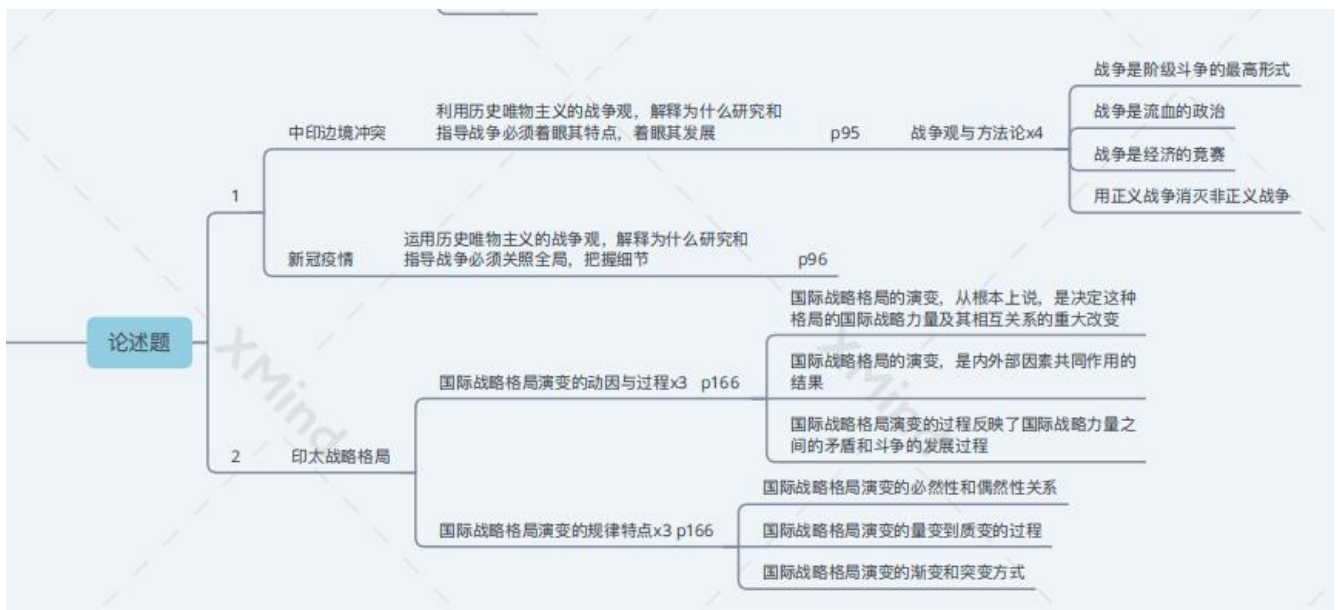 战争是阶级斗争的最高形式
利用历史唯物主义的战争观，解释为什么研究和
指导战争必须着眼其特点，着眼其发展
中印边境冲突
p95
战争观与方法论x4
战争是流血的政治
战争是经济的竟赛
用正义战争消灭非正义战争
1
运用历史唯物主义的战争观，解释为什么研究和
指导战争必须关照全局，把握细节
新冠疫情
p96
论述题
国际战略格局的演变，从根本上说，是决定这种
格局的国际战略力量及其相互关系的重大改变
国际战略格局演变的动因与过程x3 p166
国际战略格局的演变，是内外部因素共同作用的
结果
国际战略格局演变的过程反映了国际战略力量之
间的矛盾和斗争的发展过程
2
印太战略格局
国际战略格局演变的必然性和偶然性关系
国际战略格局演变的规律特点x3 p166
国际战略格局演变的量变到质变的过程
国际战略格局演变的渐变和突变方式
XMind
XMind